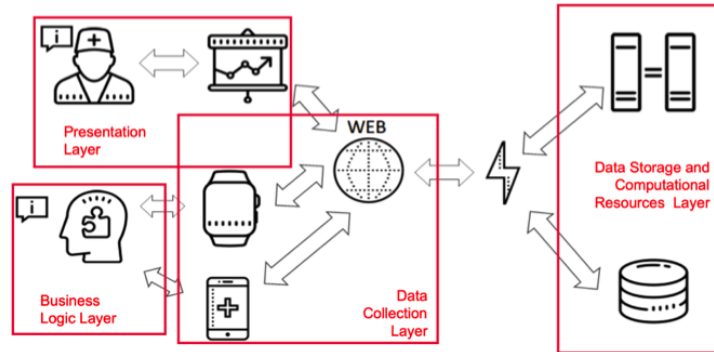 i
Presentation
Layer
WEB
Data Storage and
Computational
Resources Layer
i
Business
Logic Layer
Data
Collection
Layer